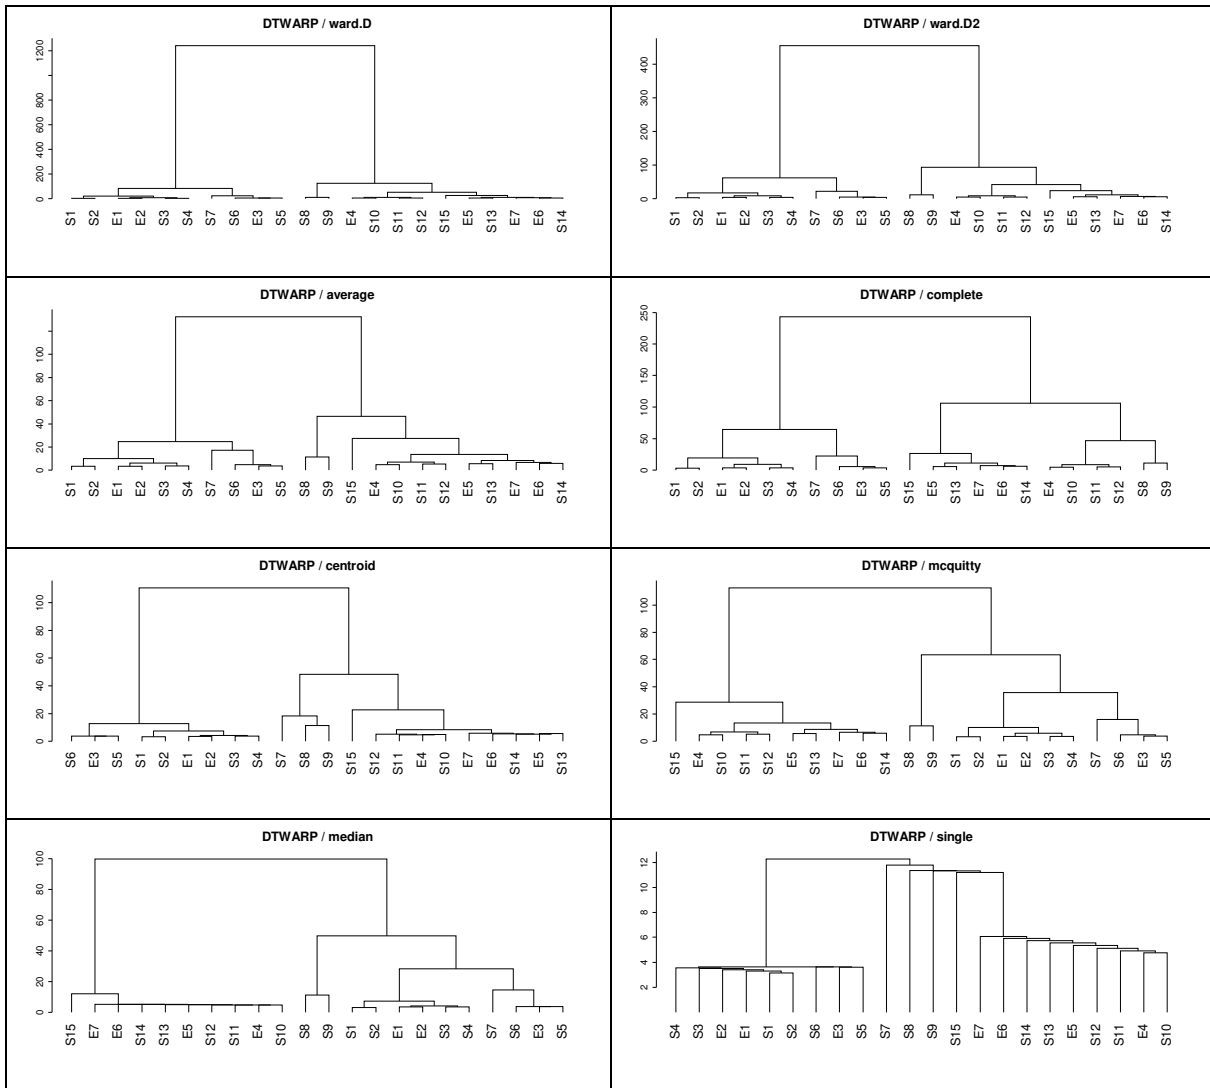 DTWARP / ward.D
0 200 400 600 800 1200
S1 S2 E1 E2 S3 S4 S7 S6 E3 S5 S8 S9 E4 S10 S11 S12 S15 E5 S13 E7 E6 S14
DTWARP / ward.D2
0 100 200 300 400
S1 S2 E1 E2 S3 S4 S7 S6 E3 S5 S8 S9 E4 S10 S11 S12 S15 E5 S13 E7 E6 S14
DTWARP / average
0 20 40 60 80 100
S1 S2 E1 E2 S3 S4 S7 S6 E3 S5 S8 S9 S15 E4 S10 S11 S12 E5 S13 E7 E6 S14
DTWARP / complete
0 50 100 150 200 250
S1 S2 E1 E2 S3 S4 S7 S6 E3 S5 S15 E5 S13 E7 E6 S14 E4 S10 S11 S12 S8 S9
DTWARP / centroid
0 20 40 60 80 100
S6 E3 S5 S1 S2 E1 E2 S3 S4 S7 S8 S9 S15 S12 S11 E4 S10 E7 E6 S14 E5 S13
DTWARP / mcquitty
0 20 40 60 80 100
S15 E4 S10 S11 S12 E5 S13 E7 E6 S14 S8 S9 S1 S2 E1 E2 S3 S4 S7 S6 E3 S5
DTWARP / median
0 20 40 60 80 100
S15 E7 E6 S14 S13 E5 S12 S11 E4 S10 S8 S9 S1 S2 E1 E2 S3 S4 S7 S6 E3 S5
DTWARP / single
2 4 6 8 10 12
S4 S3 E2 E1 S1 S2 S6 E3 S5 S7 S8 S9 S15 E7 E6 S14 S13 E5 S12 S11 E4 S10